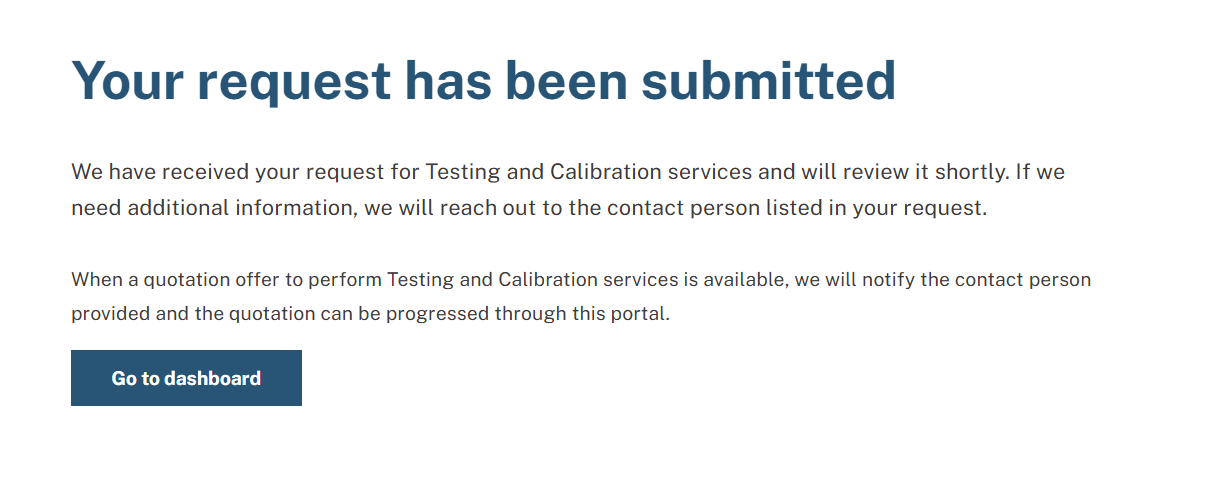 Your request has been submitted
We have received your request for Testing and Calibration services and will review it shortly. If we
need additional information, we will reach out to the contact person listed in your request.
When a quotation offer to perform Testing and Calibration services is available, we will notify the contact person
provided and the quotation can be progressed through this portal.
Go to dashboard